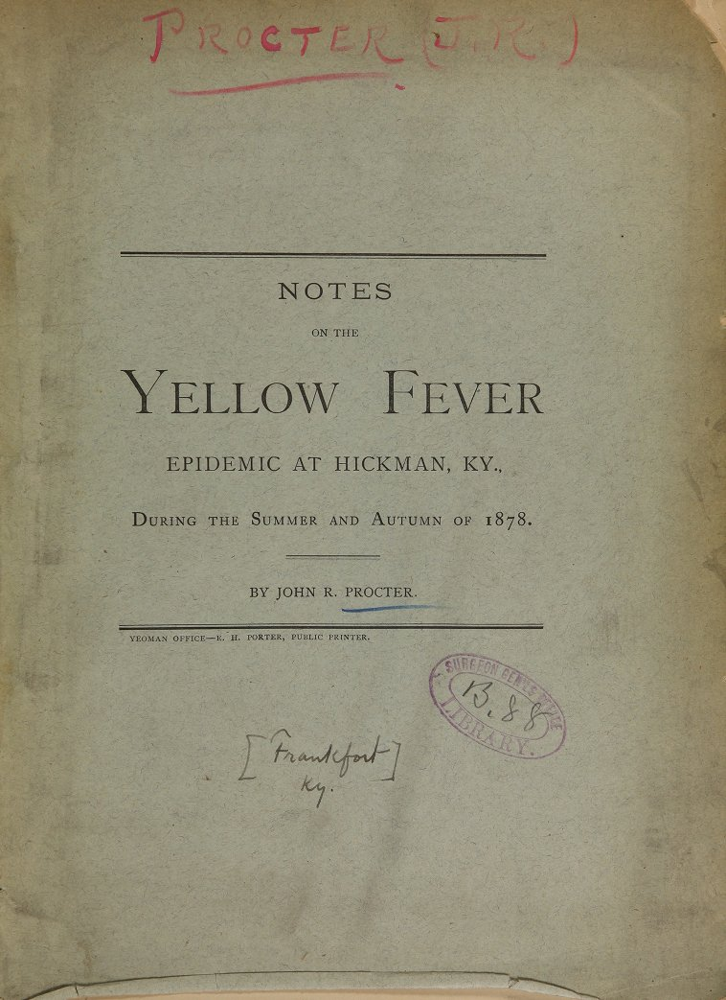 PROCTER (J.R.)
NOTES
ON THE
YELLOW FEVER
EPIDEMIC AT HICKMAN, KY.,
DURING THE SUMMER AND AUTUMN OF 1878.
BY JOHN R. PROCTER.
YEOMAN OFFICE—E. H. PORTER, PUBLIC PRINTER.
SURGEON GENL'S OFFICE
B. 88
LIBRARY.
[Frankfort]
Ky.